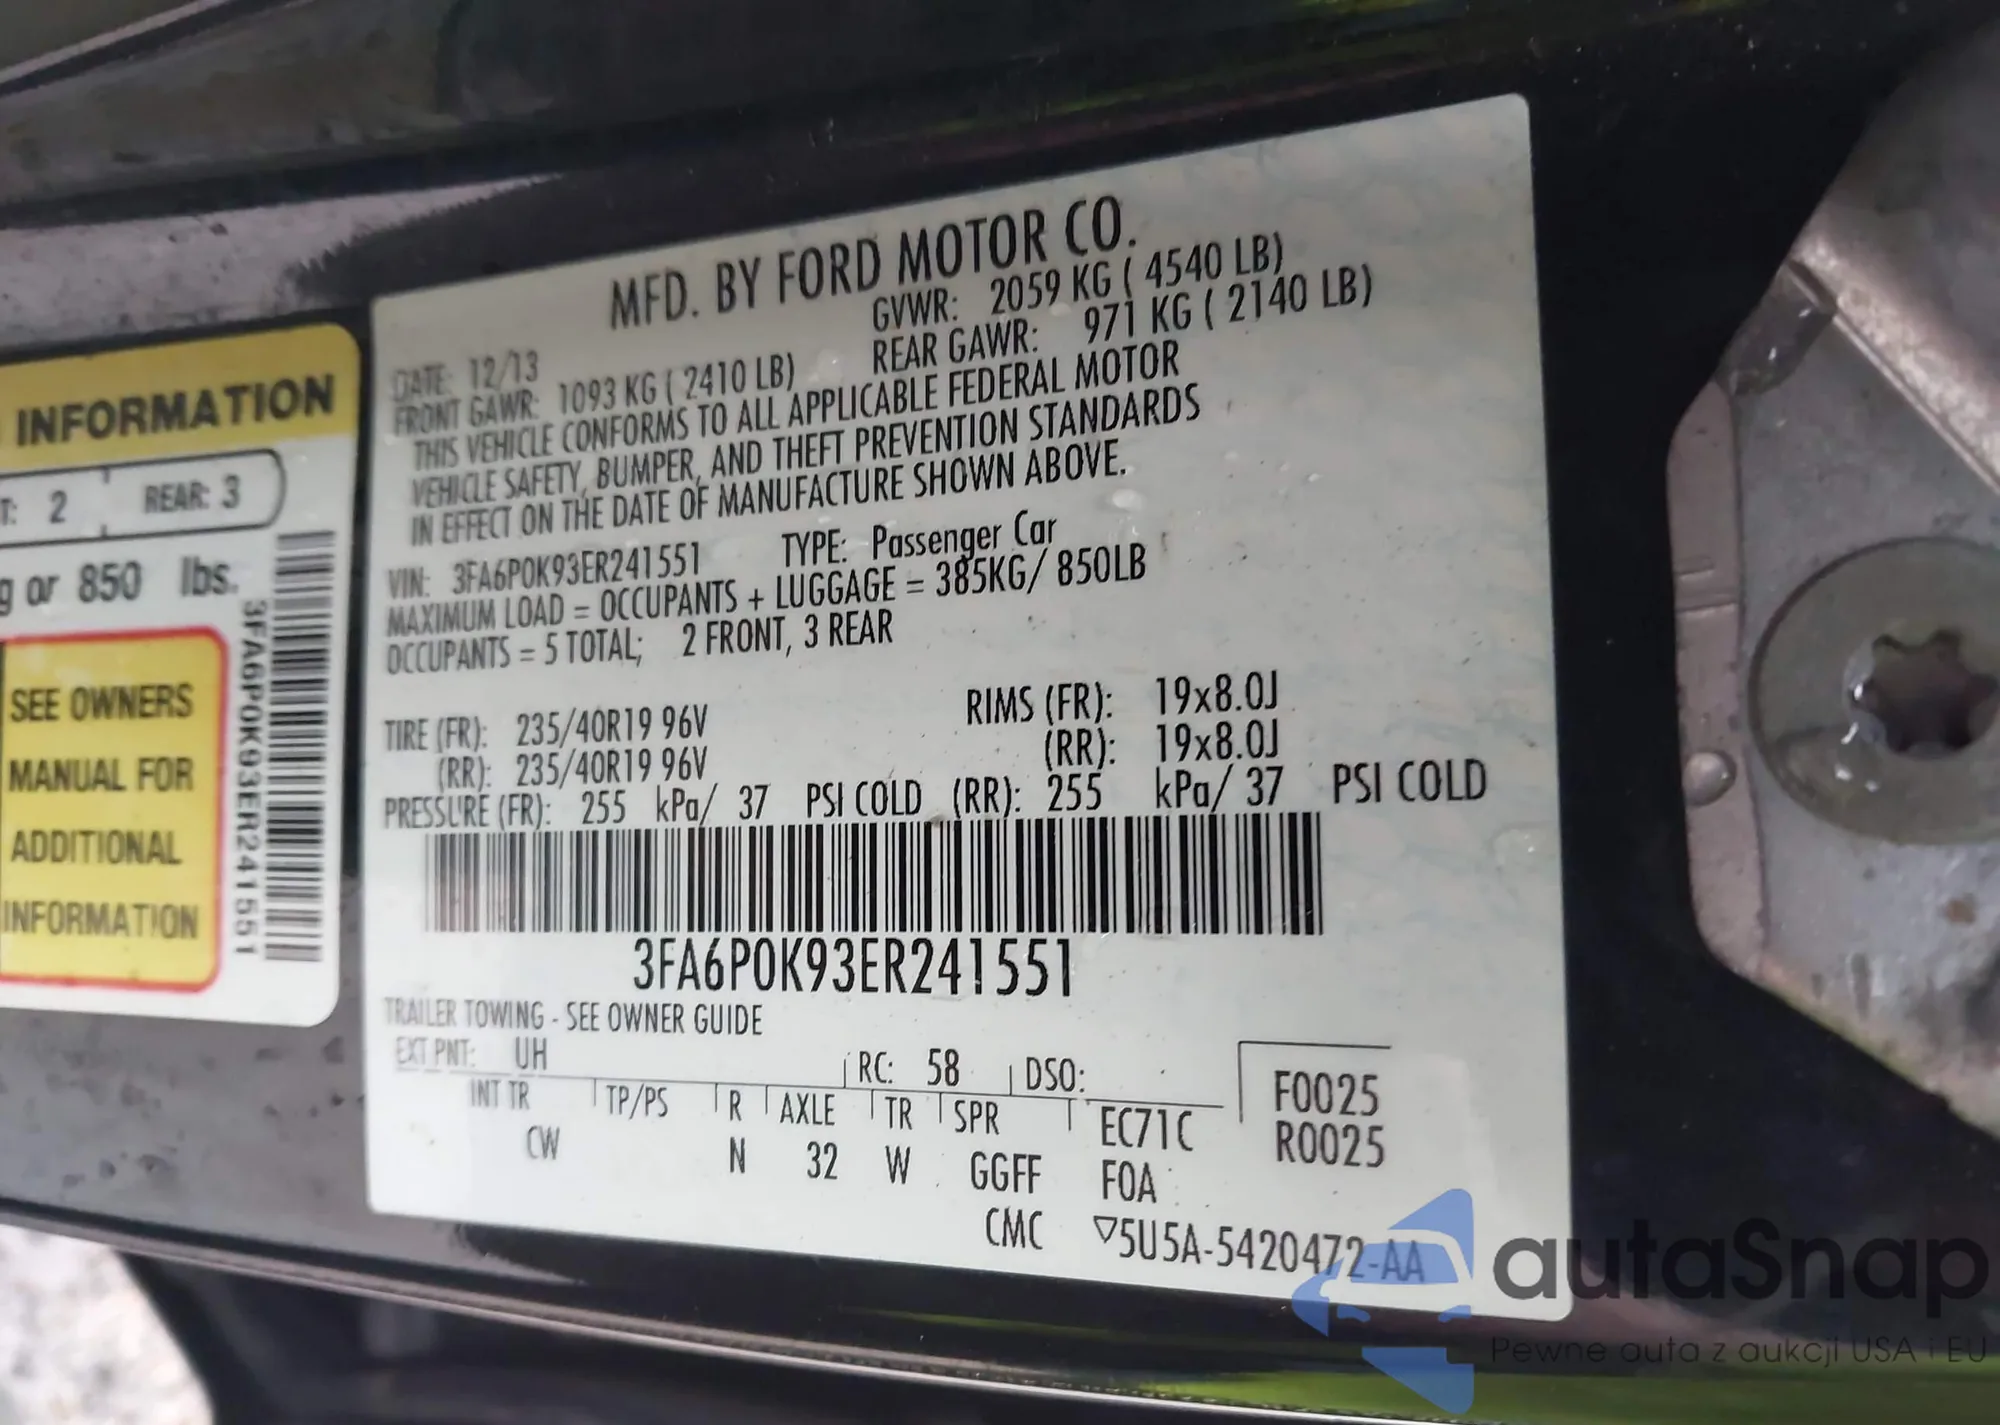 INFORMATION
T: 2 REAR: 3
g or 850 lbs.
SEE OWNERS
MANUAL FOR
ADDITIONAL
INFORMATION
3FA6P0K93ER241551
MFD. BY FORD MOTOR CO.
DATE: 12/13 GVWR: 2059 KG ( 4540 LB)
FRONT GAWR: 1093 KG ( 2410 LB) REAR GAWR: 971 KG ( 2140 LB)
THIS VEHICLE CONFORMS TO ALL APPLICABLE FEDERAL MOTOR
VEHICLE SAFETY, BUMPER, AND THEFT PREVENTION STANDARDS
IN EFFECT ON THE DATE OF MANUFACTURE SHOWN ABOVE.
VIN: 3FA6P0K93ER241551 TYPE: Passenger Car
MAXIMUM LOAD = OCCUPANTS + LUGGAGE = 385KG/ 850LB
OCCUPANTS = 5 TOTAL; 2 FRONT, 3 REAR
TIRE (FR): 235/40R19 96V RIMS (FR): 19x8.0J
(RR): 235/40R19 96V (RR): 19x8.0J
PRESSURE (FR): 255 kPa/ 37 PSI COLD (RR): 255 kPa/ 37 PSI COLD
3FA6P0K93ER241551
TRAILER TOWING - SEE OWNER GUIDE
EXT PNT: UH RC: 58 DSO: F0025
INT TR TP/PS R AXLE TR SPR EC71C R0025
CW N 32 W GGFF F0A
CMC ▽5U5A-5420472-AA
autaSnap
Pewne auta z aukcji USA i EU